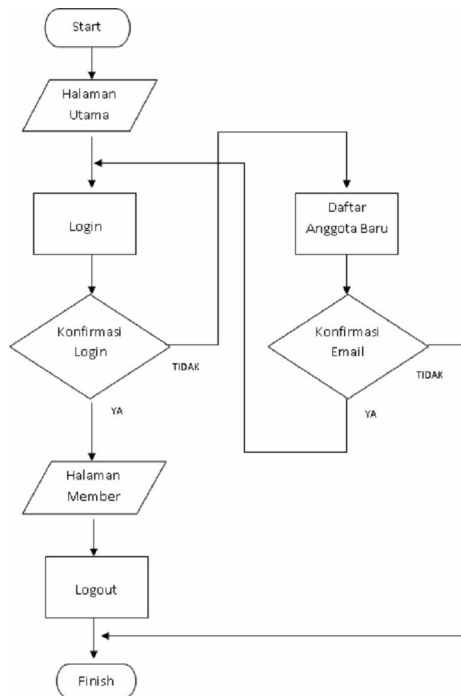 Start
Halaman
Utama
Login
Daftar
Anggota Baru
Konfirmasi
Login
TIDAK
YA
Konfirmasi
Email
TIDAK
YA
Halaman
Member
Logout
Finish